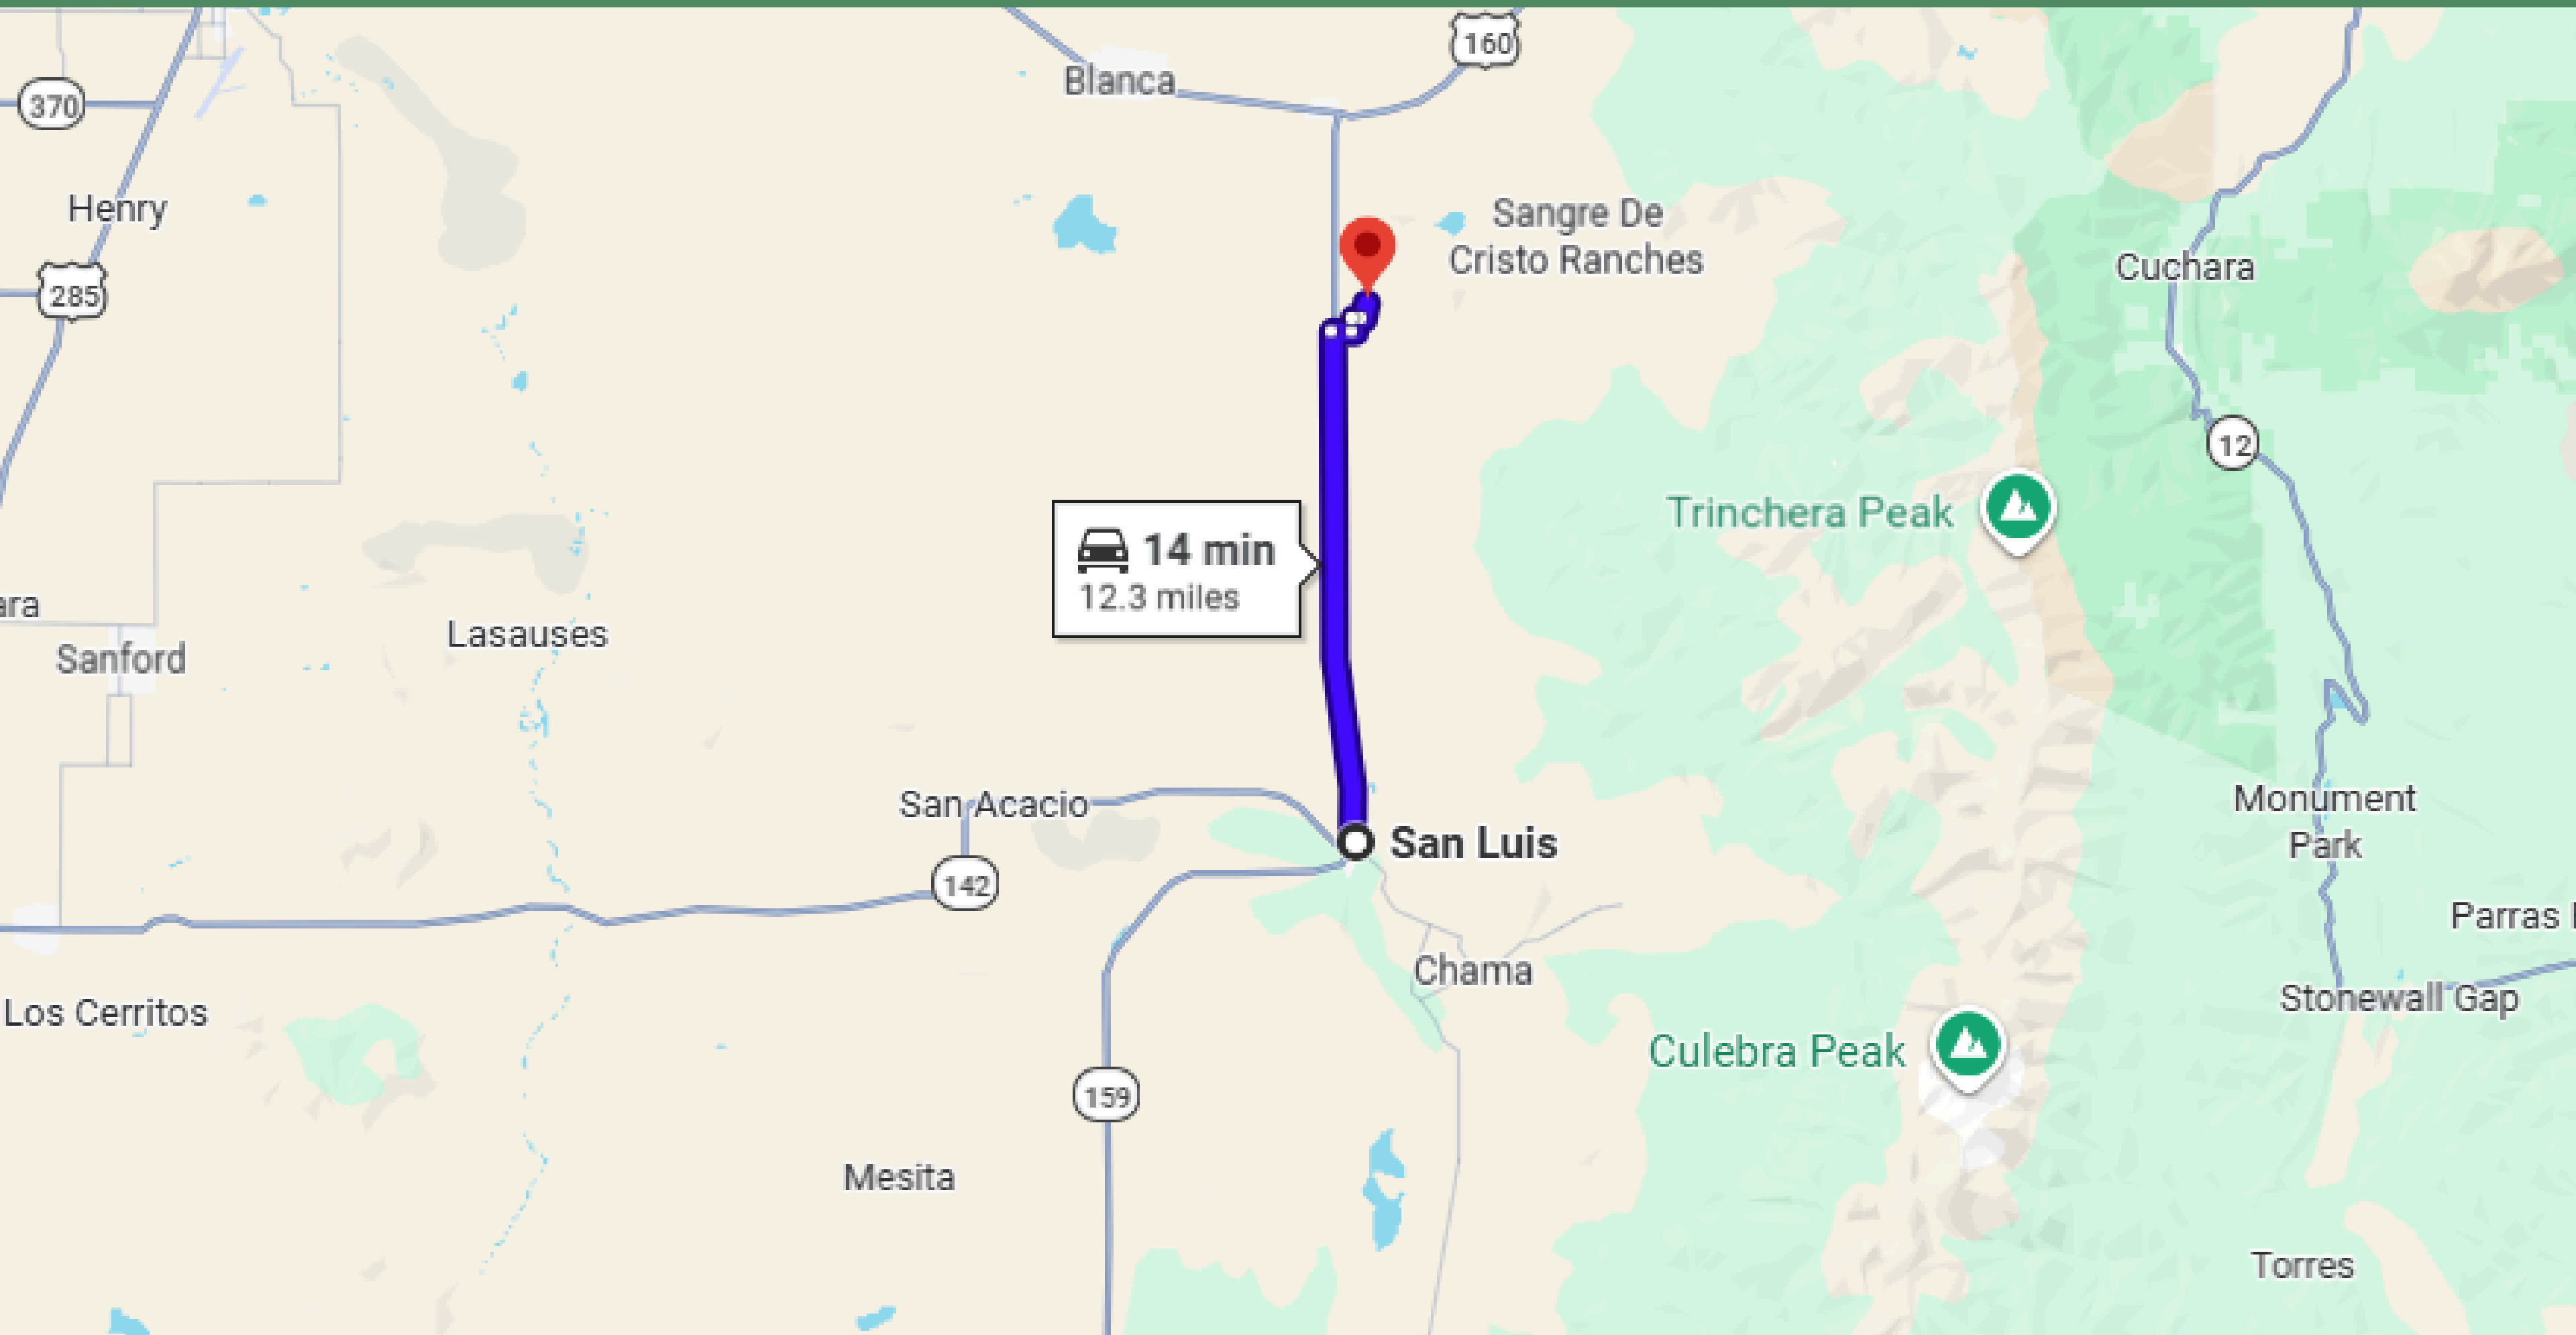 160
Blanca
370
Henry
Sangre De
Cristo Ranches
Cuchara
285
12
Trinchera Peak
14 min
12.3 miles
Lasauses
Sanford
San Acacio
San Luis
Monument
Park
142
Parras
Chama
Stonewall Gap
Los Cerritos
Culebra Peak
159
Mesita
Torres